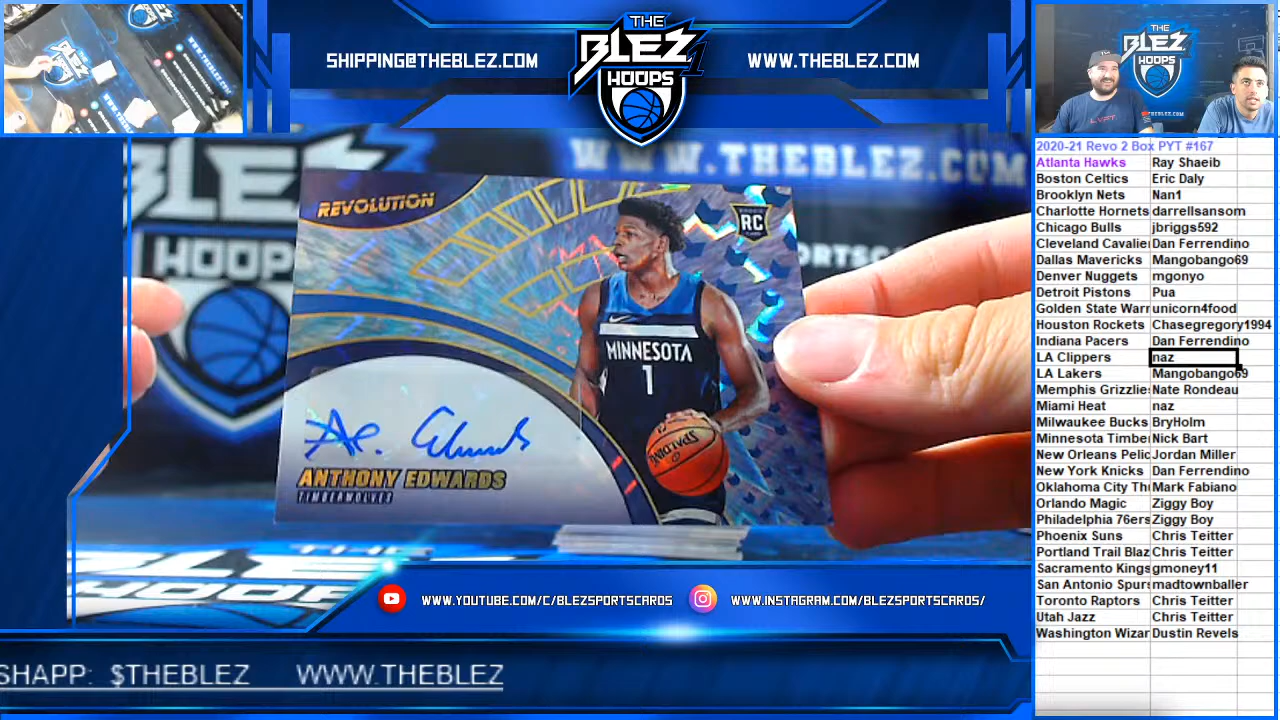 SHIPPING@THEBLEZ.COM
THE
BLEZ
HOOPS
WWW.THEBLEZ.COM
THE
BLEZ
WWW.THEBLEZ.COM
HOOPS
REVOLUTION
RC
MINNESOTA
1
SPALDING
ANTHONY EDWARDS
TIMBERWOLVES
THE
HOOPS
WWW.YOUTUBE.COM/C/BLEZSPORTSCARDS
WWW.INSTAGRAM.COM/BLEZSPORTSCARDS/
SHAPP: $THEBLEZ WWW.THEBLEZ
2020-21 Revo 2 Box PYT #167
Atlanta Hawks Ray Shaeib
Boston Celtics Eric Daly
Brooklyn Nets Nan1
Charlotte Hornets darrellsansom
Chicago Bulls jbriggs592
Cleveland Cavalie Dan Ferrendino
Dallas Mavericks Mangobango69
Denver Nuggets mgonyo
Detroit Pistons Pua
Golden State Warr unicorn4food
Houston Rockets Chasegregory1994
Indiana Pacers Dan Ferrendino
LA Clippers naz
LA Lakers Mangobango69
Memphis Grizzlies Nate Rondeau
Miami Heat naz
Milwaukee Bucks BryHolm
Minnesota Timbe Nick Bart
New Orleans Pelic Jordan Miller
New York Knicks Dan Ferrendino
Oklahoma City Th Mark Fabiano
Orlando Magic Ziggy Boy
Philadelphia 76ers Ziggy Boy
Phoenix Suns Chris Teitter
Portland Trail Blaz Chris Teitter
Sacramento Kings gmoney11
San Antonio Spurs madtownballer
Toronto Raptors Chris Teitter
Utah Jazz Chris Teitter
Washington Wizar Dustin Revels